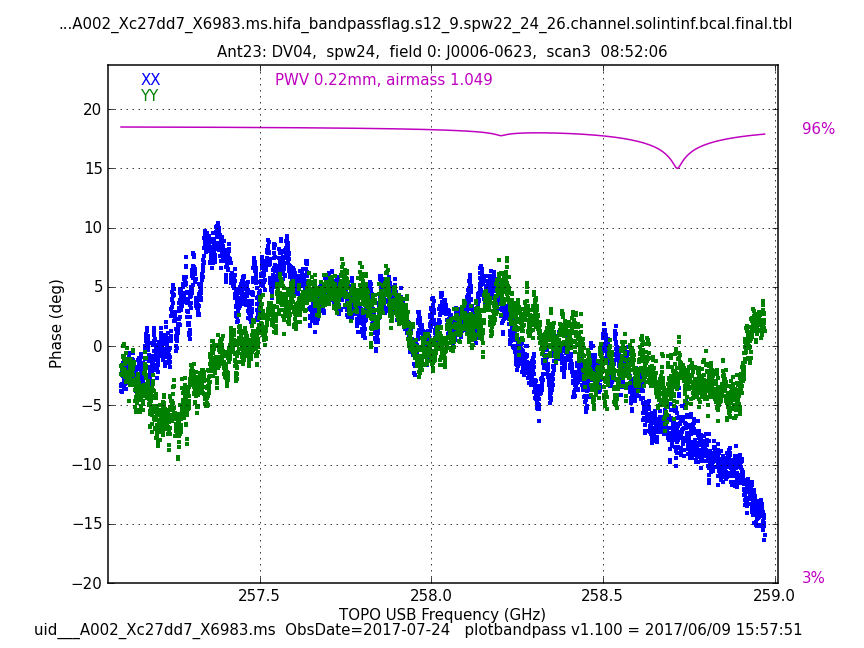 ...A002_Xc27dd7_X6983.ms.hifa_bandpassflag.s12_9.spw22_24_26.channel.solintinf.bcal.final.tbl
Ant23: DV04, spw24, field 0: J0006-0623, scan3 08:52:06
XX
YY
PWV 0.22mm, airmass 1.049
96%
3%
20
15
10
5
0
−5
−10
−15
−20
Phase (deg)
257.5
258.0
258.5
259.0
TOPO USB Frequency (GHz)
uid___A002_Xc27dd7_X6983.ms ObsDate=2017-07-24 plotbandpass v1.100 = 2017/06/09 15:57:51